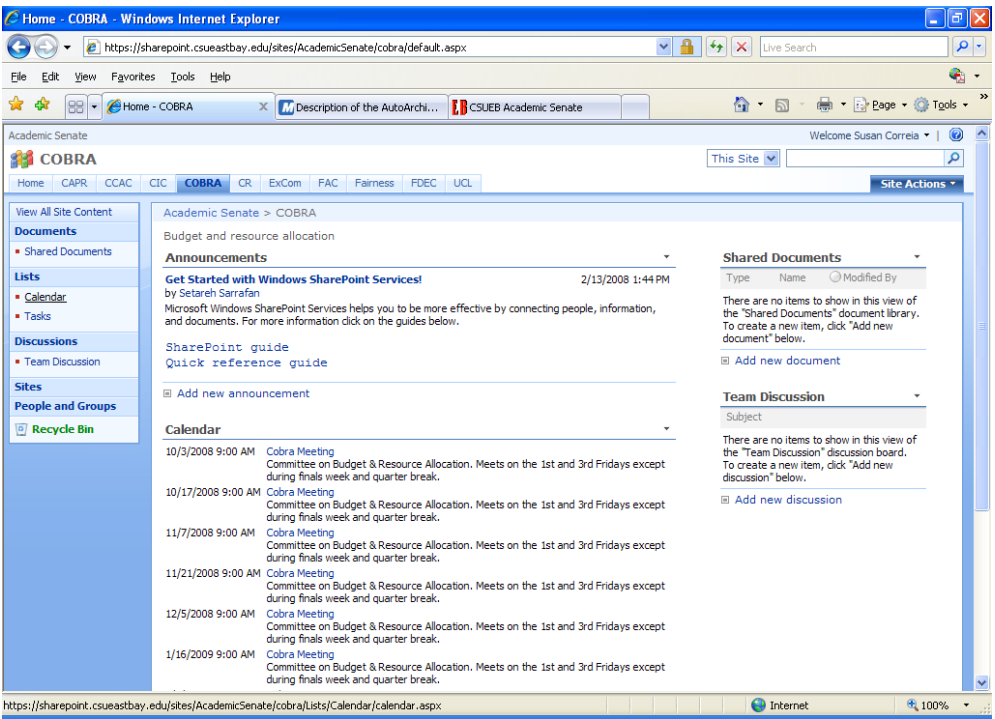 Home - COBRA - Windows Internet Explorer
https://sharepoint.csueastbay.edu/sites/AcademicSenate/cobra/default.aspx
Live Search
File Edit View Favorites Tools Help
Home - COBRA
Description of the AutoArchi...
CSUEB Academic Senate
Page Tools
Academic Senate
Welcome Susan Correia
COBRA
This Site
Home CAPR CCAC CIC COBRA CR ExCom FAC Fairness FDEC UCL
Site Actions
View All Site Content
Documents
Shared Documents
Lists
Calendar
Tasks
Discussions
Team Discussion
Sites
People and Groups
Recycle Bin
Academic Senate > COBRA
Budget and resource allocation
Announcements
Get Started with Windows SharePoint Services! 2/13/2008 1:44 PM
by Setareh Sarrafan
Microsoft Windows SharePoint Services helps you to be more effective by connecting people, information,
and documents. For more information click on the guides below.
SharePoint guide
Quick reference guide
Add new announcement
Calendar
10/3/2008 9:00 AM Cobra Meeting
Committee on Budget & Resource Allocation. Meets on the 1st and 3rd Fridays except
during finals week and quarter break.
10/17/2008 9:00 AM Cobra Meeting
Committee on Budget & Resource Allocation. Meets on the 1st and 3rd Fridays except
during finals week and quarter break.
11/7/2008 9:00 AM Cobra Meeting
Committee on Budget & Resource Allocation. Meets on the 1st and 3rd Fridays except
during finals week and quarter break.
11/21/2008 9:00 AM Cobra Meeting
Committee on Budget & Resource Allocation. Meets on the 1st and 3rd Fridays except
during finals week and quarter break.
12/5/2008 9:00 AM Cobra Meeting
Committee on Budget & Resource Allocation. Meets on the 1st and 3rd Fridays except
during finals week and quarter break.
1/16/2009 9:00 AM Cobra Meeting
Committee on Budget & Resource Allocation. Meets on the 1st and 3rd Fridays except
during finals week and quarter break.
Shared Documents
Type Name Modified By
There are no items to show in this view of
the "Shared Documents" document library.
To create a new item, click "Add new
document" below.
Add new document
Team Discussion
Subject
There are no items to show in this view of
the "Team Discussion" discussion board.
To create a new item, click "Add new
discussion" below.
Add new discussion
https://sharepoint.csueastbay.edu/sites/AcademicSenate/cobra/Lists/Calendar/calendar.aspx
Internet
100%